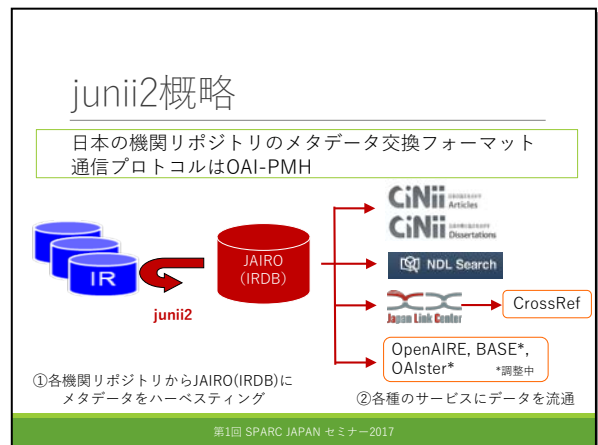 junii2概略
日本の機関リポジトリのメタデータ交換フォーマット
通信プロトコルはOAI-PMH
IR
junii2
JAIRO
(IRDB)
CiNii Articles
CiNii Dissertations
NDL Search
Japan Link Center
CrossRef
OpenAIRE, BASE*,
OAIster*
*調整中
①各機関リポジトリからJAIRO(IRDB)に
メタデータをハーベスティング
②各種のサービスにデータを流通
第1回 SPARC JAPAN セミナー2017